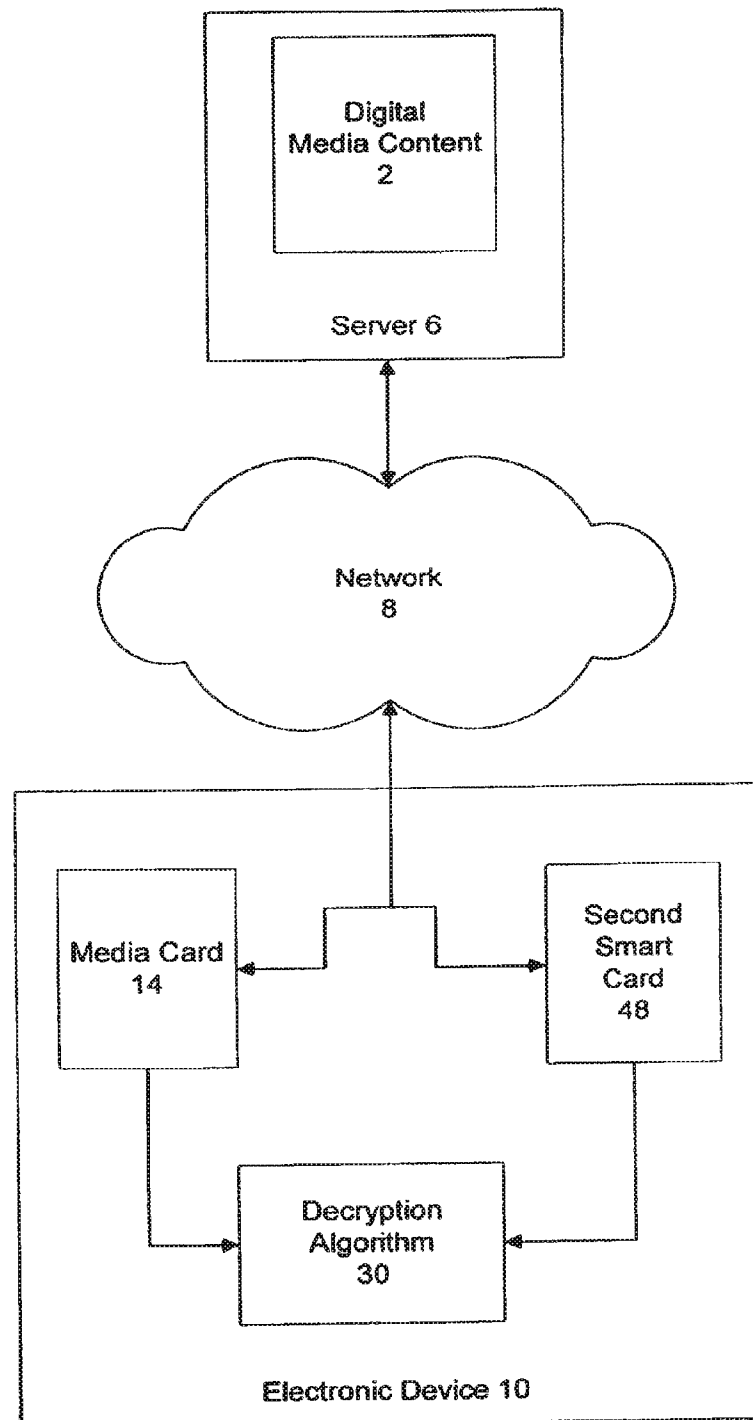 Digital
Media Content
2
Server 6
Network
8
Media Card
14
Second
Smart
Card
48
Decryption
Algorithm
30
Electronic Device 10